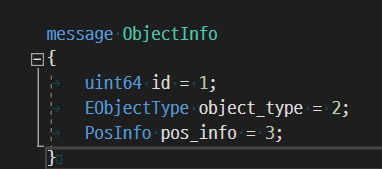 message ObjectInfo
{
uint64 id = 1;
EObjectType object_type = 2;
PosInfo pos_info = 3;
}